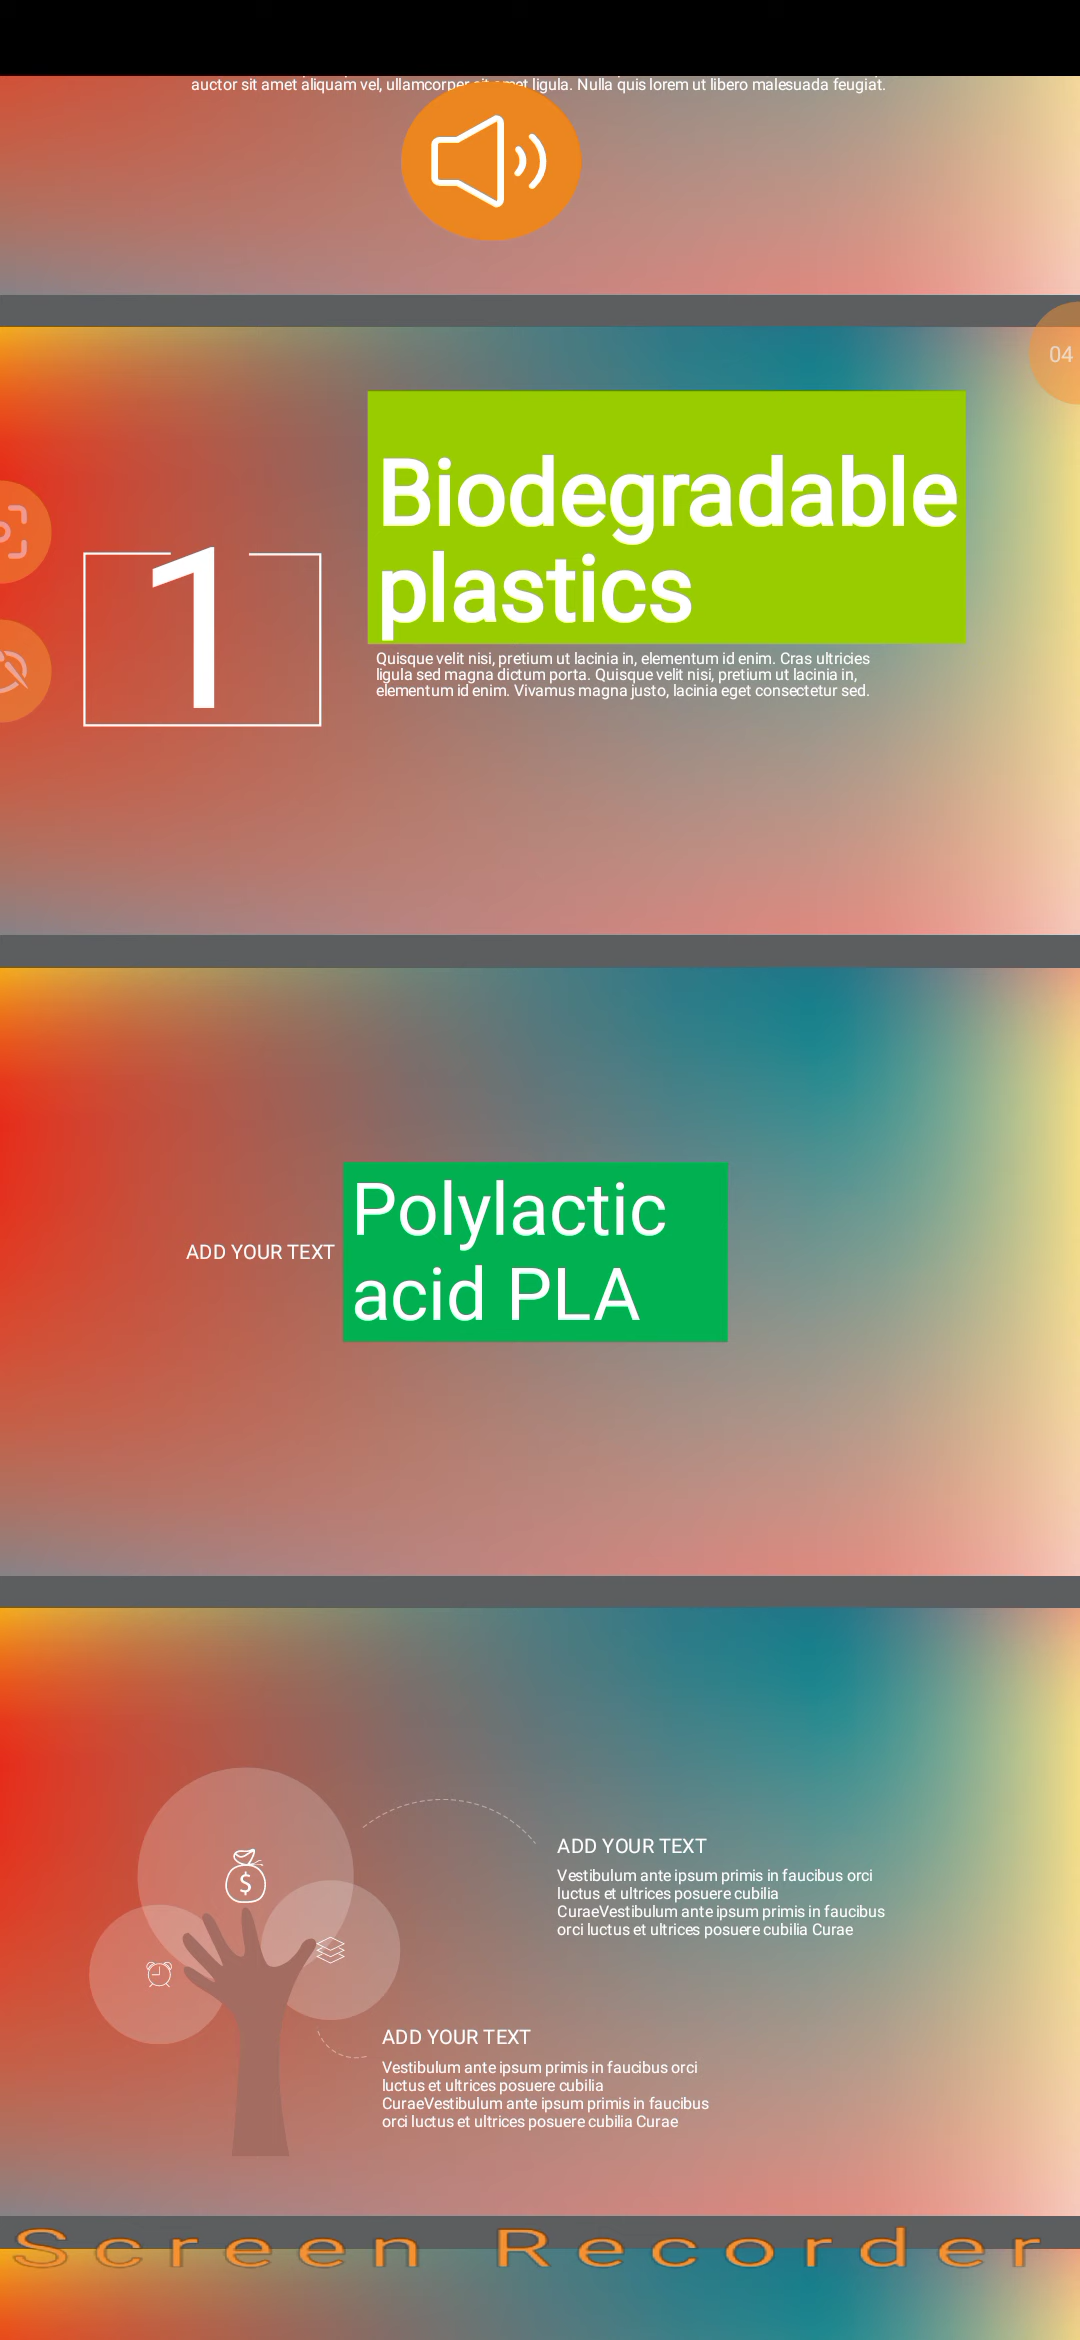 auctor sit amet aliquam vel, ullamcorper sit amet ligula. Nulla quis lorem ut libero malesuada feugiat.
04
1
Biodegradable
plastics
Quisque velit nisi, pretium ut lacinia in, elementum id enim. Cras ultricies
ligula sed magna dictum porta. Quisque velit nisi, pretium ut lacinia in,
elementum id enim. Vivamus magna justo, lacinia eget consectetur sed.
ADD YOUR TEXT
Polylactic
acid PLA
$
ADD YOUR TEXT
Vestibulum ante ipsum primis in faucibus orci
luctus et ultrices posuere cubilia
CuraeVestibulum ante ipsum primis in faucibus
orci luctus et ultrices posuere cubilia Curae
ADD YOUR TEXT
Vestibulum ante ipsum primis in faucibus orci
luctus et ultrices posuere cubilia
CuraeVestibulum ante ipsum primis in faucibus
orci luctus et ultrices posuere cubilia Curae
Screen Recorder